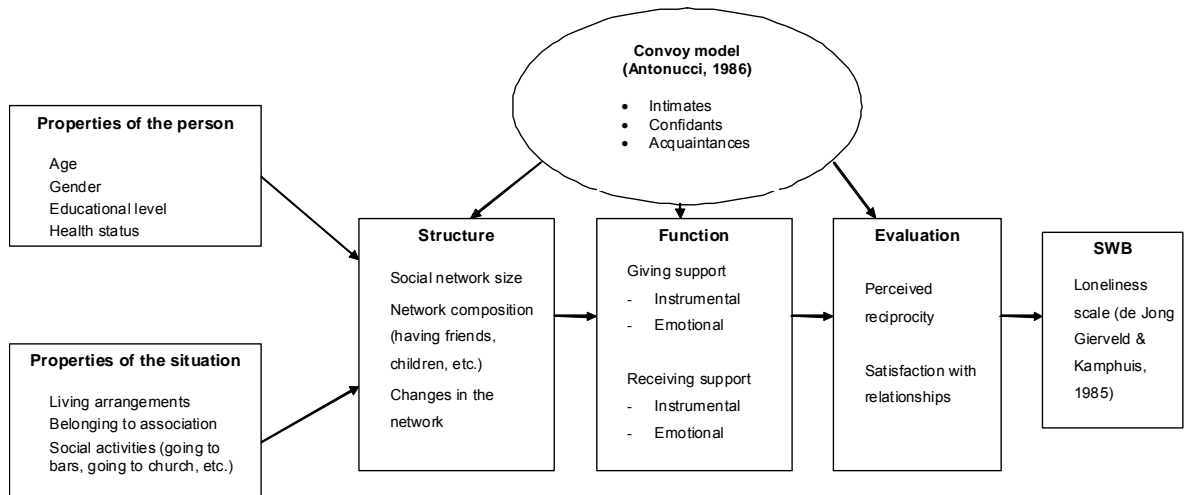 Convoy model
(Antonucci, 1986)
• Intimates
• Confidants
• Acquaintances
Properties of the person
Age
Gender
Educational level
Health status
Properties of the situation
Living arrangements
Belonging to association
Social activities (going to
bars, going to church, etc.)
Structure
Social network size
Network composition
(having friends,
children, etc.)
Changes in the
network
Function
Giving support
- Instrumental
- Emotional
Receiving support
- Instrumental
- Emotional
Evaluation
Perceived
reciprocity
Satisfaction with
relationships
SWB
Loneliness
scale (de Jong
Gierveld &
Kamphuis,
1985)